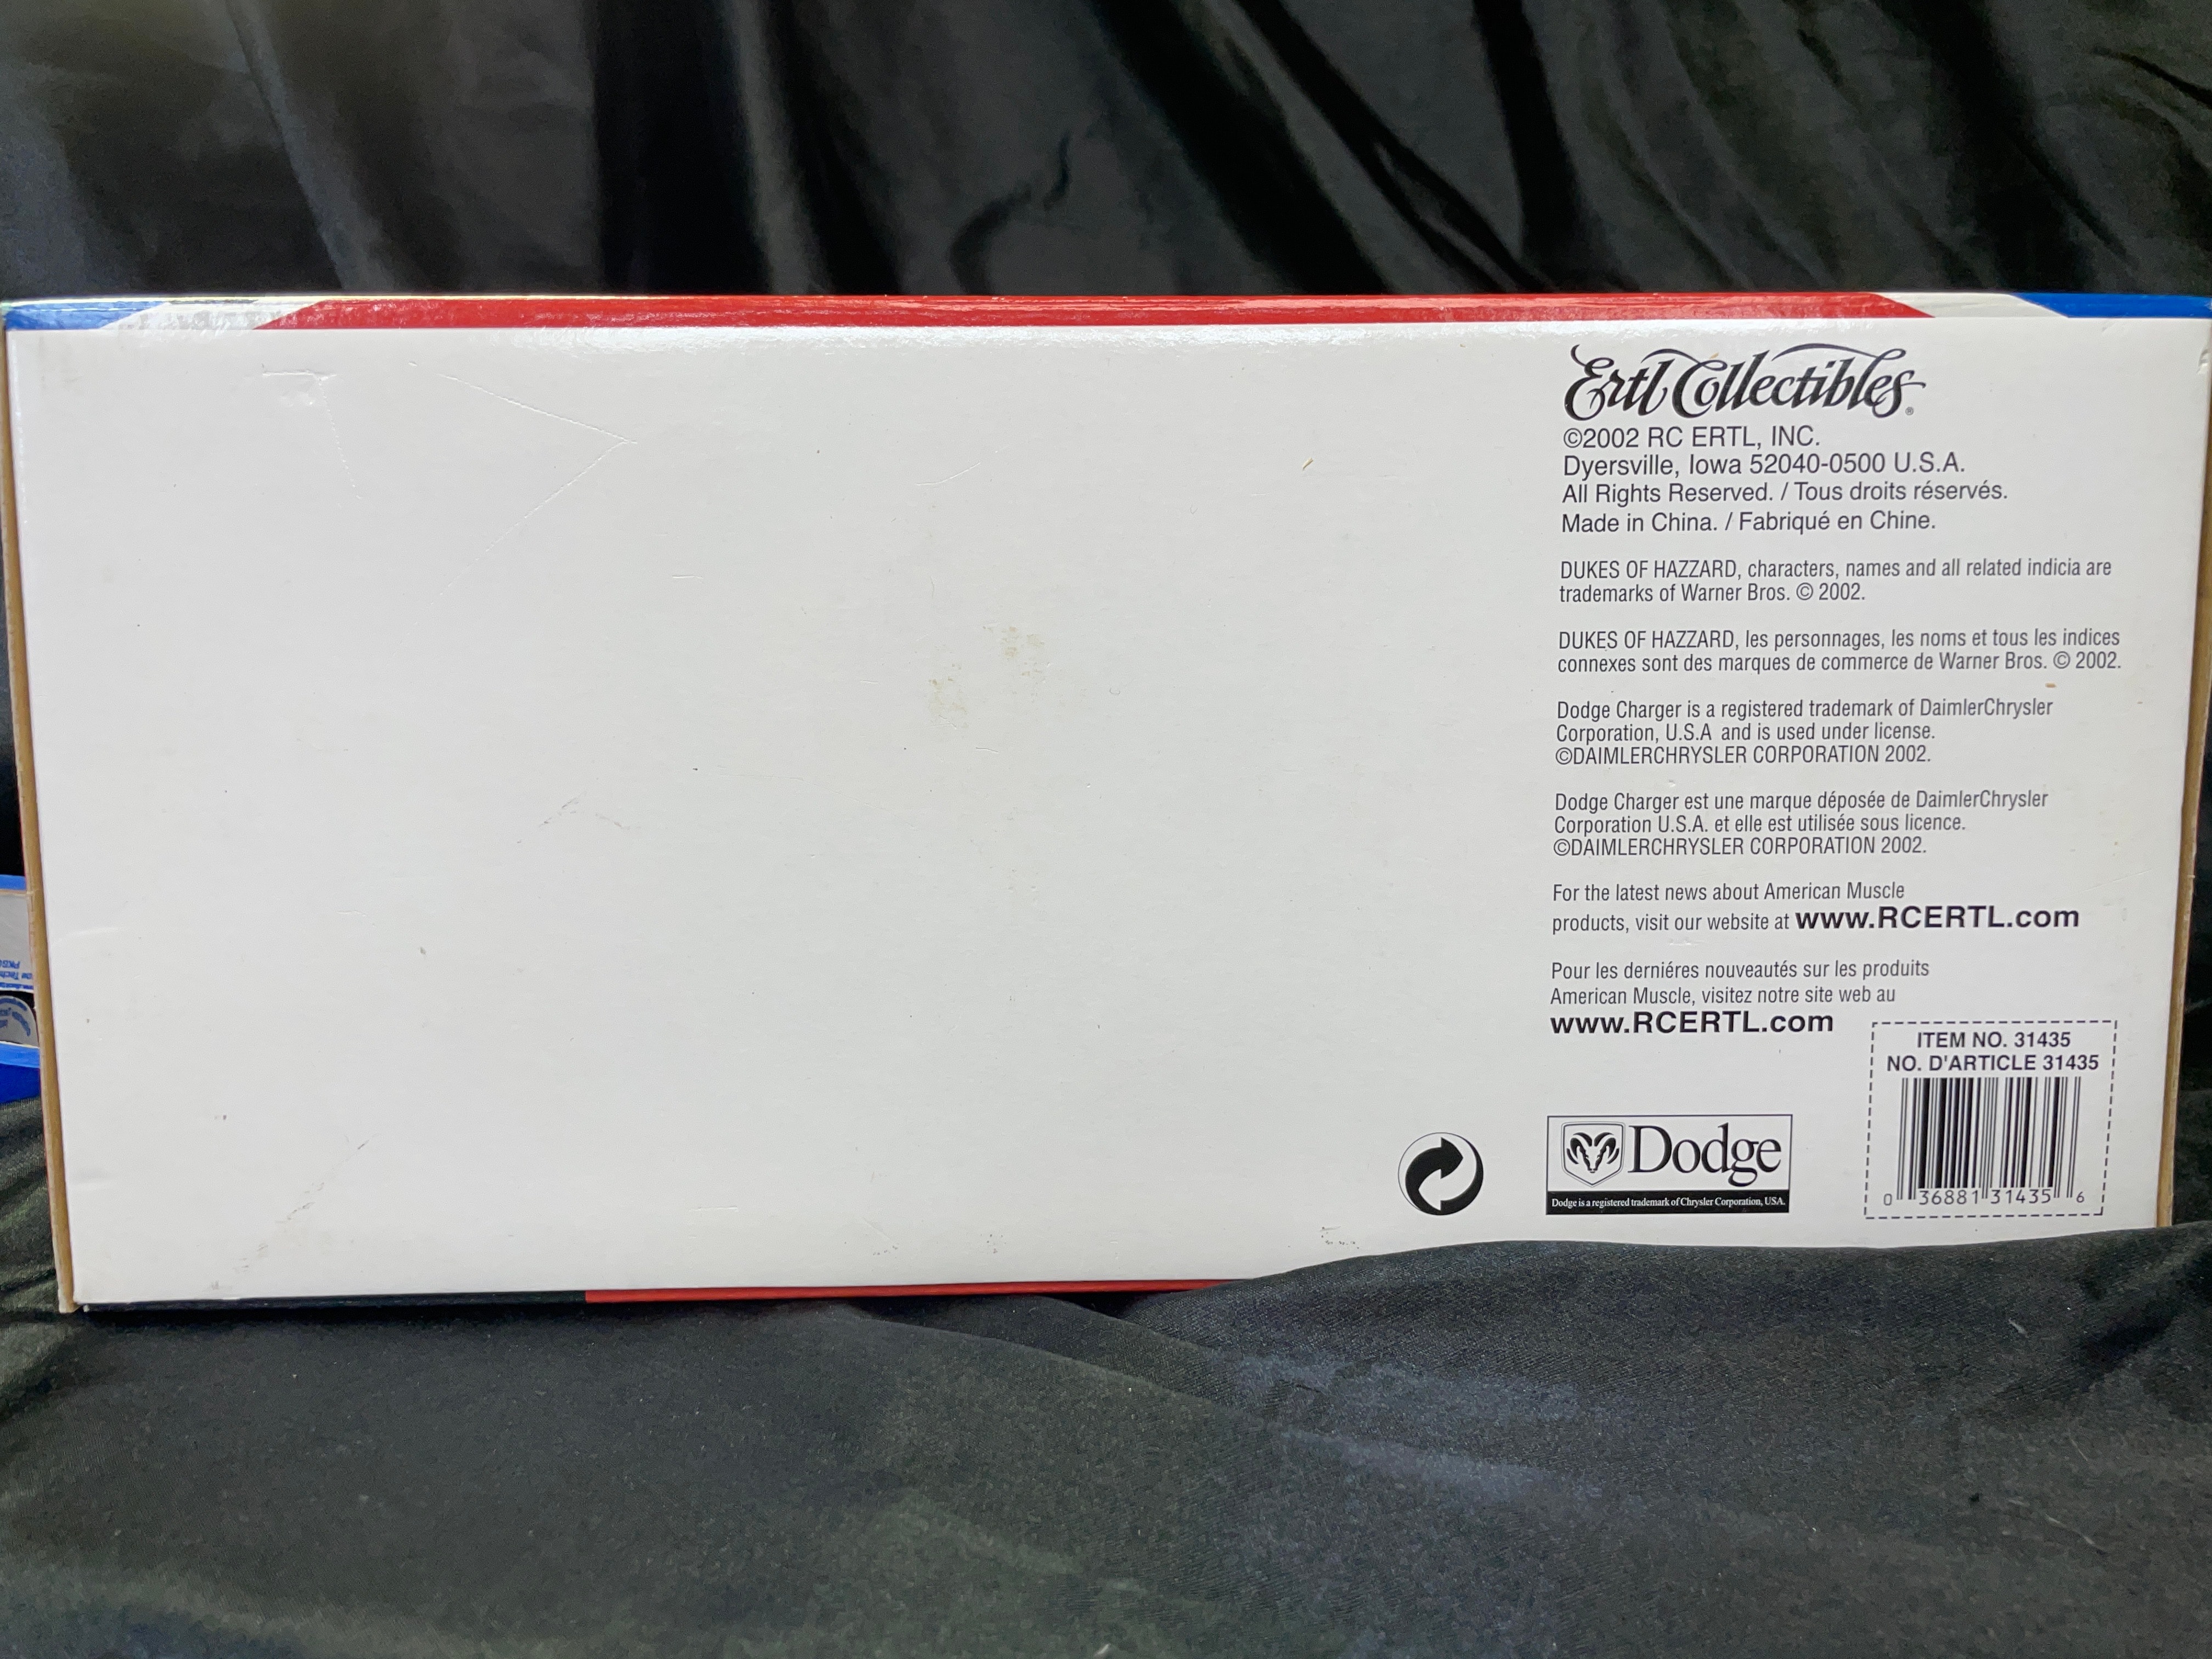 Ertl Collectibles®
©2002 RC ERTL, INC.
Dyersville, Iowa 52040-0500 U.S.A.
All Rights Reserved. / Tous droits réservés.
Made in China. / Fabriqué en Chine.
DUKES OF HAZZARD, characters, names and all related indicia are
trademarks of Warner Bros. © 2002.
DUKES OF HAZZARD, les personnages, les noms et tous les indices
connexes sont des marques de commerce de Warner Bros. © 2002.
Dodge Charger is a registered trademark of DaimlerChrysler
Corporation, U.S.A and is used under license.
©DAIMLERCHRYSLER CORPORATION 2002.
Dodge Charger est une marque déposée de DaimlerChrysler
Corporation U.S.A. et elle est utilisée sous licence.
©DAIMLERCHRYSLER CORPORATION 2002.
For the latest news about American Muscle
products, visit our website at www.RCERTL.com
Pour les derniéres nouveautés sur les produits
American Muscle, visitez notre site web au
www.RCERTL.com
ITEM NO. 31435
NO. D'ARTICLE 31435
0 36881 31435 6
Dodge
Dodge is a registered trademark of Chrysler Corporation, USA.